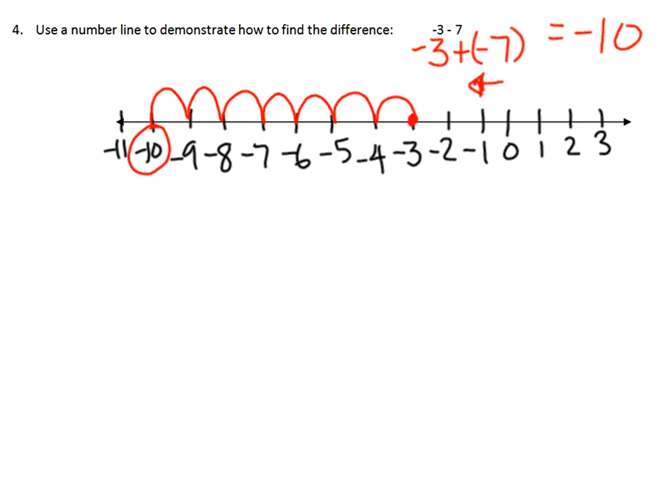 4. Use a number line to demonstrate how to find the difference: -3 - 7
-3+(-7) = -10
-11 -10 -9 -8 -7 -6 -5 -4 -3 -2 -1 0 1 2 3